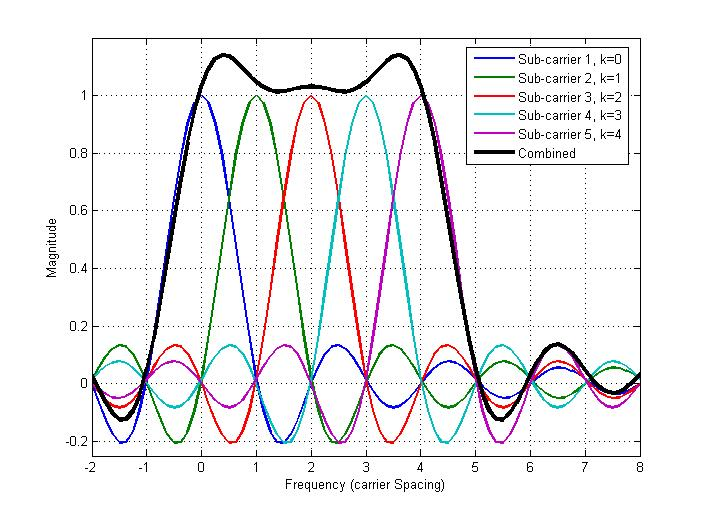 Sub-carrier 1, k=0
Sub-carrier 2, k=1
Sub-carrier 3, k=2
Sub-carrier 4, k=3
Sub-carrier 5, k=4
Combined
1
0.8
0.6
0.4
0.2
0
-0.2
Magnitude
-2 -1 0 1 2 3 4 5 6 7 8
Frequency (carrier Spacing)